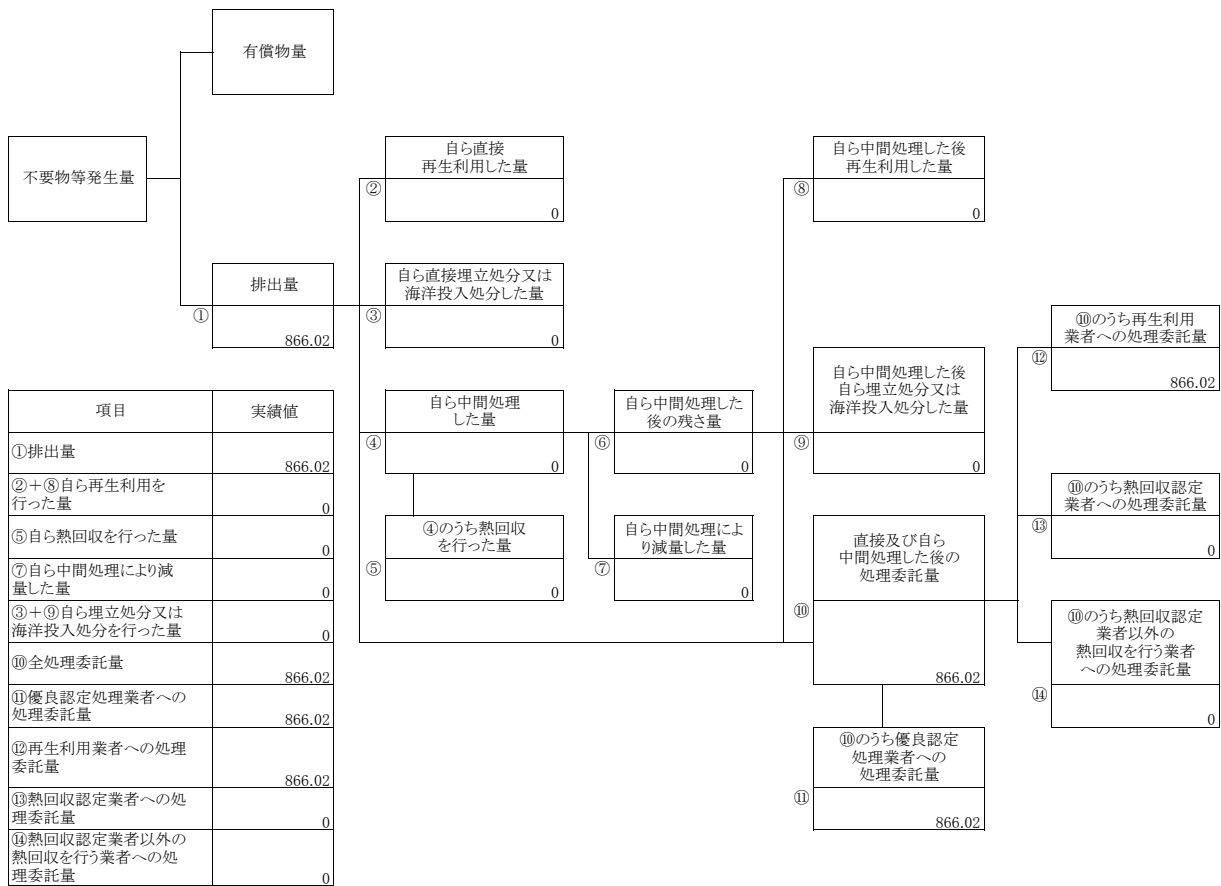 有償物量
不要物等発生量
自ら直接
再生利用した量
②
0
自ら中間処理した後
再生利用した量
⑧
0
排出量
①
866.02
自ら直接埋立処分又は
海洋投入処分した量
③
0
⑩のうち再生利用
業者への処理委託量
⑫
866.02
自ら中間処理
した量
④
0
自ら中間処理した
後の残さ量
⑥
0
自ら中間処理した後
自ら埋立処分又は
海洋投入処分した量
⑨
0
⑩のうち熱回収認定
業者への処理委託量
⑬
0
④のうち熱回収
を行った量
⑤
0
自ら中間処理によ
り減量した量
⑦
0
直接及び自ら
中間処理した後の
処理委託量
⑩
866.02
⑩のうち熱回収認定
業者以外の
熱回収を行う業者
への処理委託量
⑭
0
⑩のうち優良認定
処理業者への
処理委託量
⑪
866.02
項目 実績値
①排出量
866.02
②+⑧自ら再生利用を
行った量
0
⑤自ら熱回収を行った量
0
⑦自ら中間処理により減
量した量
0
③+⑨自ら埋立処分又は
海洋投入処分を行った量
0
⑩全処理委託量
866.02
⑪優良認定処理業者への
処理委託量
866.02
⑫再生利用業者への処理
委託量
866.02
⑬熱回収認定業者への処
理委託量
0
⑭熱回収認定業者以外の
熱回収を行う業者への処
理委託量
0